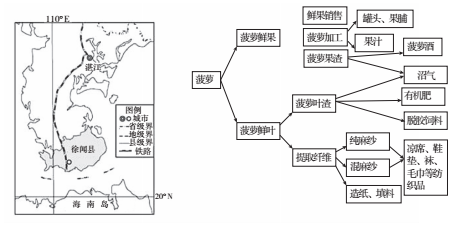 110°E
湛江
图例
城市
省级界
地级界
县级界
铁路
徐闻县
20°N
海南岛
菠萝
菠萝鲜果
菠萝鲜叶
鲜果销售
菠萝加工
菠萝果渣
罐头、果脯
果汁
菠萝酒
沼气
菠萝叶渣
有机肥
脱胶饲料
提取纤维
纯麻纱
混麻纱
造纸、填料
凉席、鞋
垫、袜、
毛巾等纺
织品